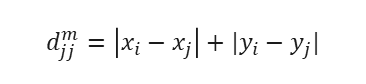 d_{jj}^{m} = |x_i − x_j| + |y_i − y_j|